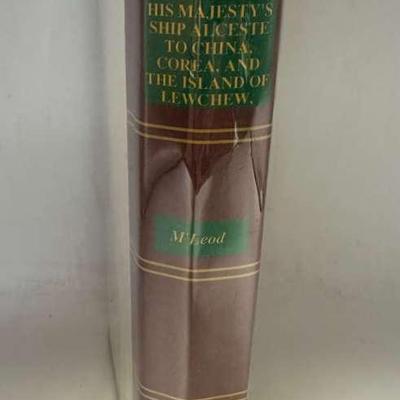 HIS MAJESTY'S
SHIP ALCESTE
TO CHINA,
COREA, AND
THE ISLAND OF
LEWCHEW.
M'Leod